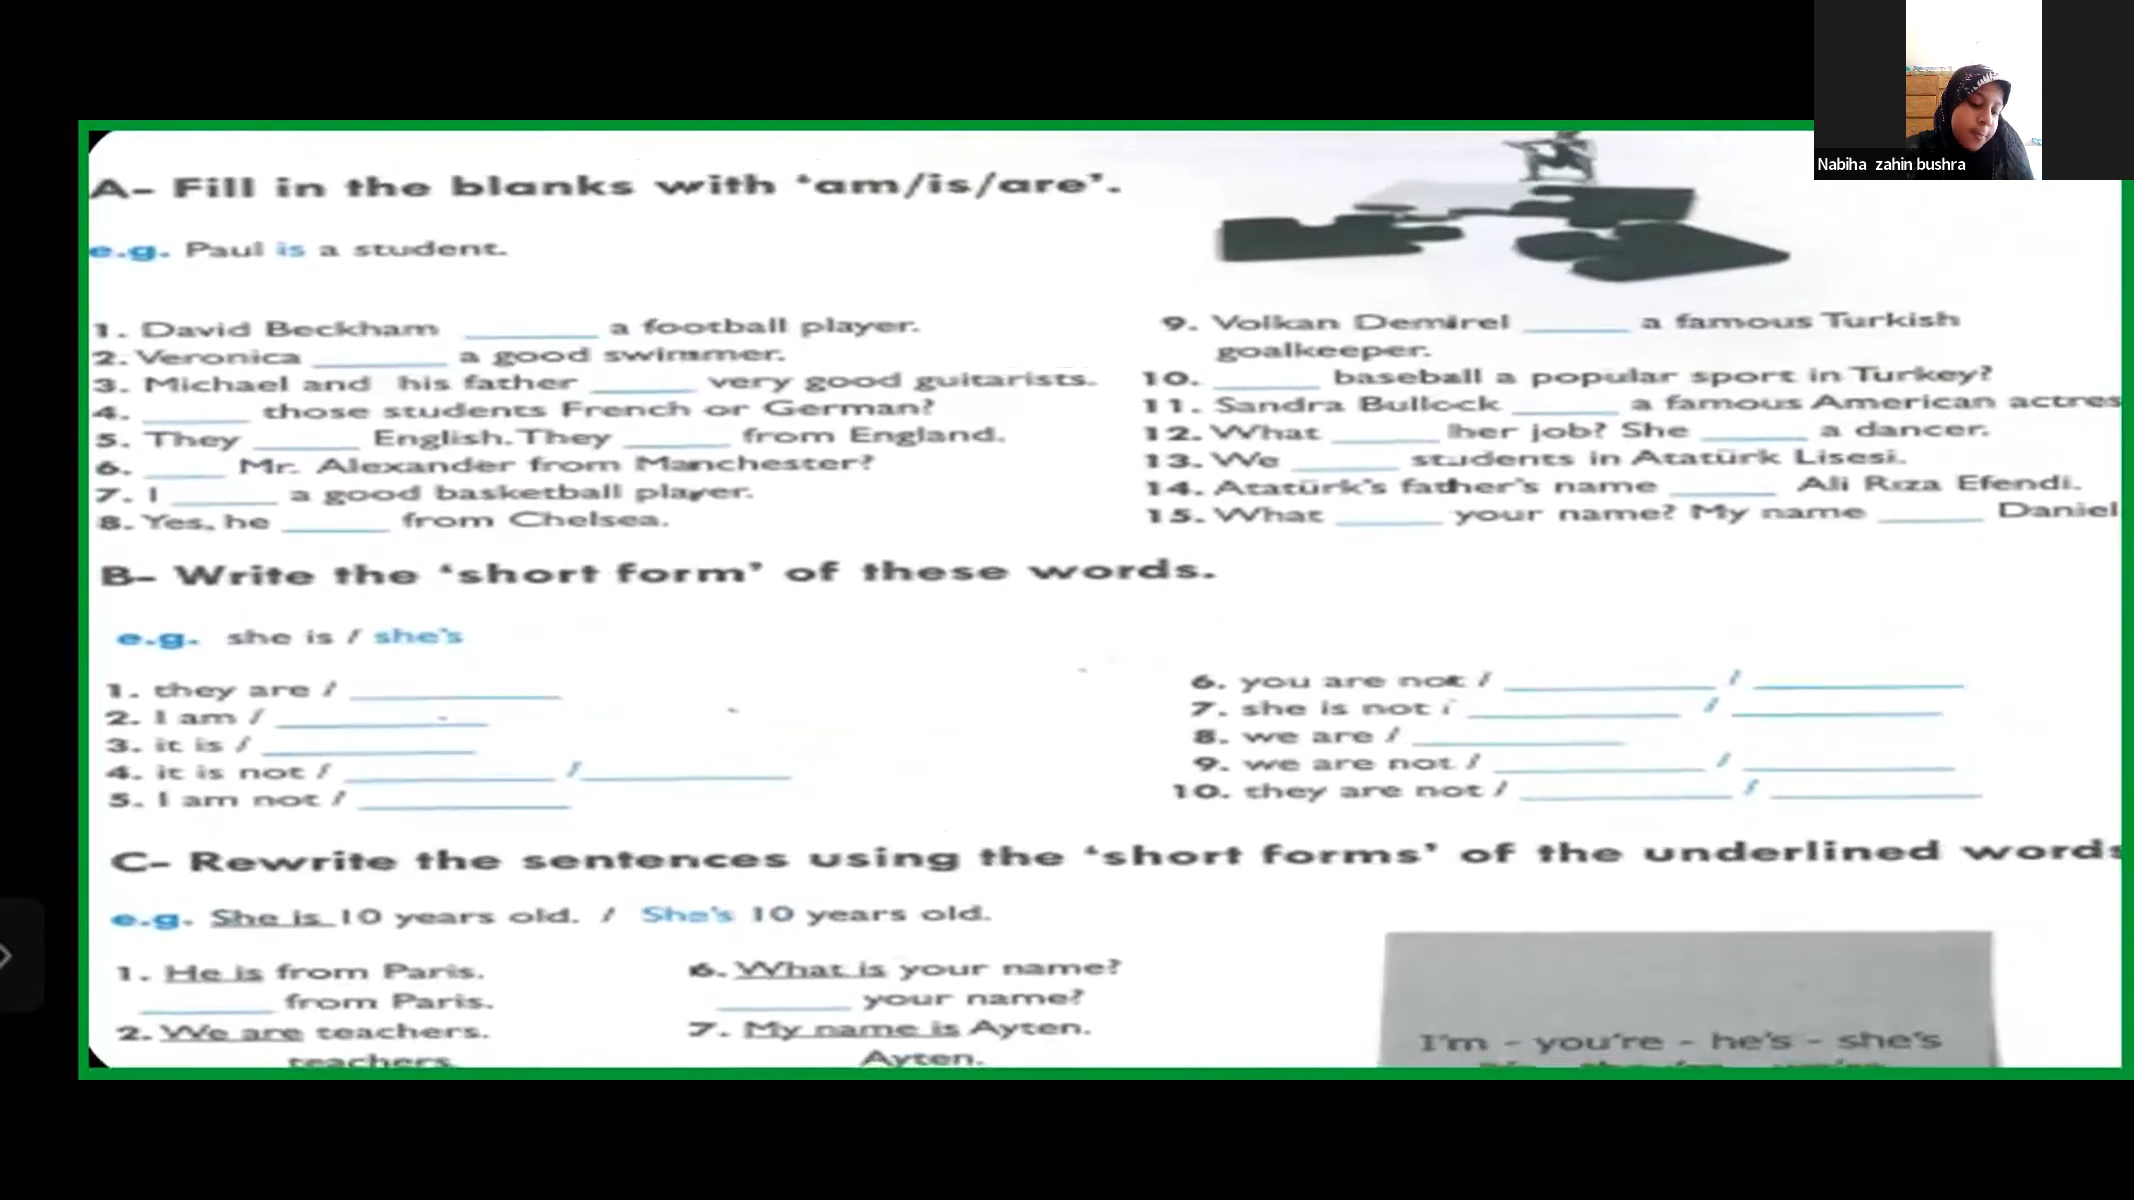 Nabiha zahin bushra
A- Fill in the blanks with 'am/is/are'.
e.g. Paul is a student.
1. David Beckham ______ a football player.
2. Veronica ______ a good swimmer.
3. Michael and his father ______ very good guitarists.
4. ______ those students French or German?
5. They ______ English. They ______ from England.
6. ______ Mr. Alexander from Manchester?
7. I ______ a good basketball player.
8. Yes, he ______ from Chelsea.
9. Volkan Demirel ______ a famous Turkish
goalkeeper.
10. ______ baseball a popular sport in Turkey?
11. Sandra Bullock ______ a famous American actres
12. What ______ her job? She ______ a dancer.
13. We ______ students in Atatürk Lisesi.
14. Atatürk's father's name ______ Ali Rıza Efendi.
15. What ______ your name? My name ______ Daniel
B- Write the 'short form' of these words.
e.g. she is / she's
1. they are / ______
2. I am / ______
3. it is / ______
4. it is not / ______ / ______
5. I am not / ______
6. you are not / ______ / ______
7. she is not / ______ / ______
8. we are / ______
9. we are not / ______ / ______
10. they are not / ______ / ______
C- Rewrite the sentences using the 'short forms' of the underlined words
e.g. She is 10 years old. / She's 10 years old.
1. He is from Paris.
______ from Paris.
2. We are teachers.
teachers.
6. What is your name?
______ your name?
7. My name is Ayten.
Ayten.
I'm - you're - he's - she's